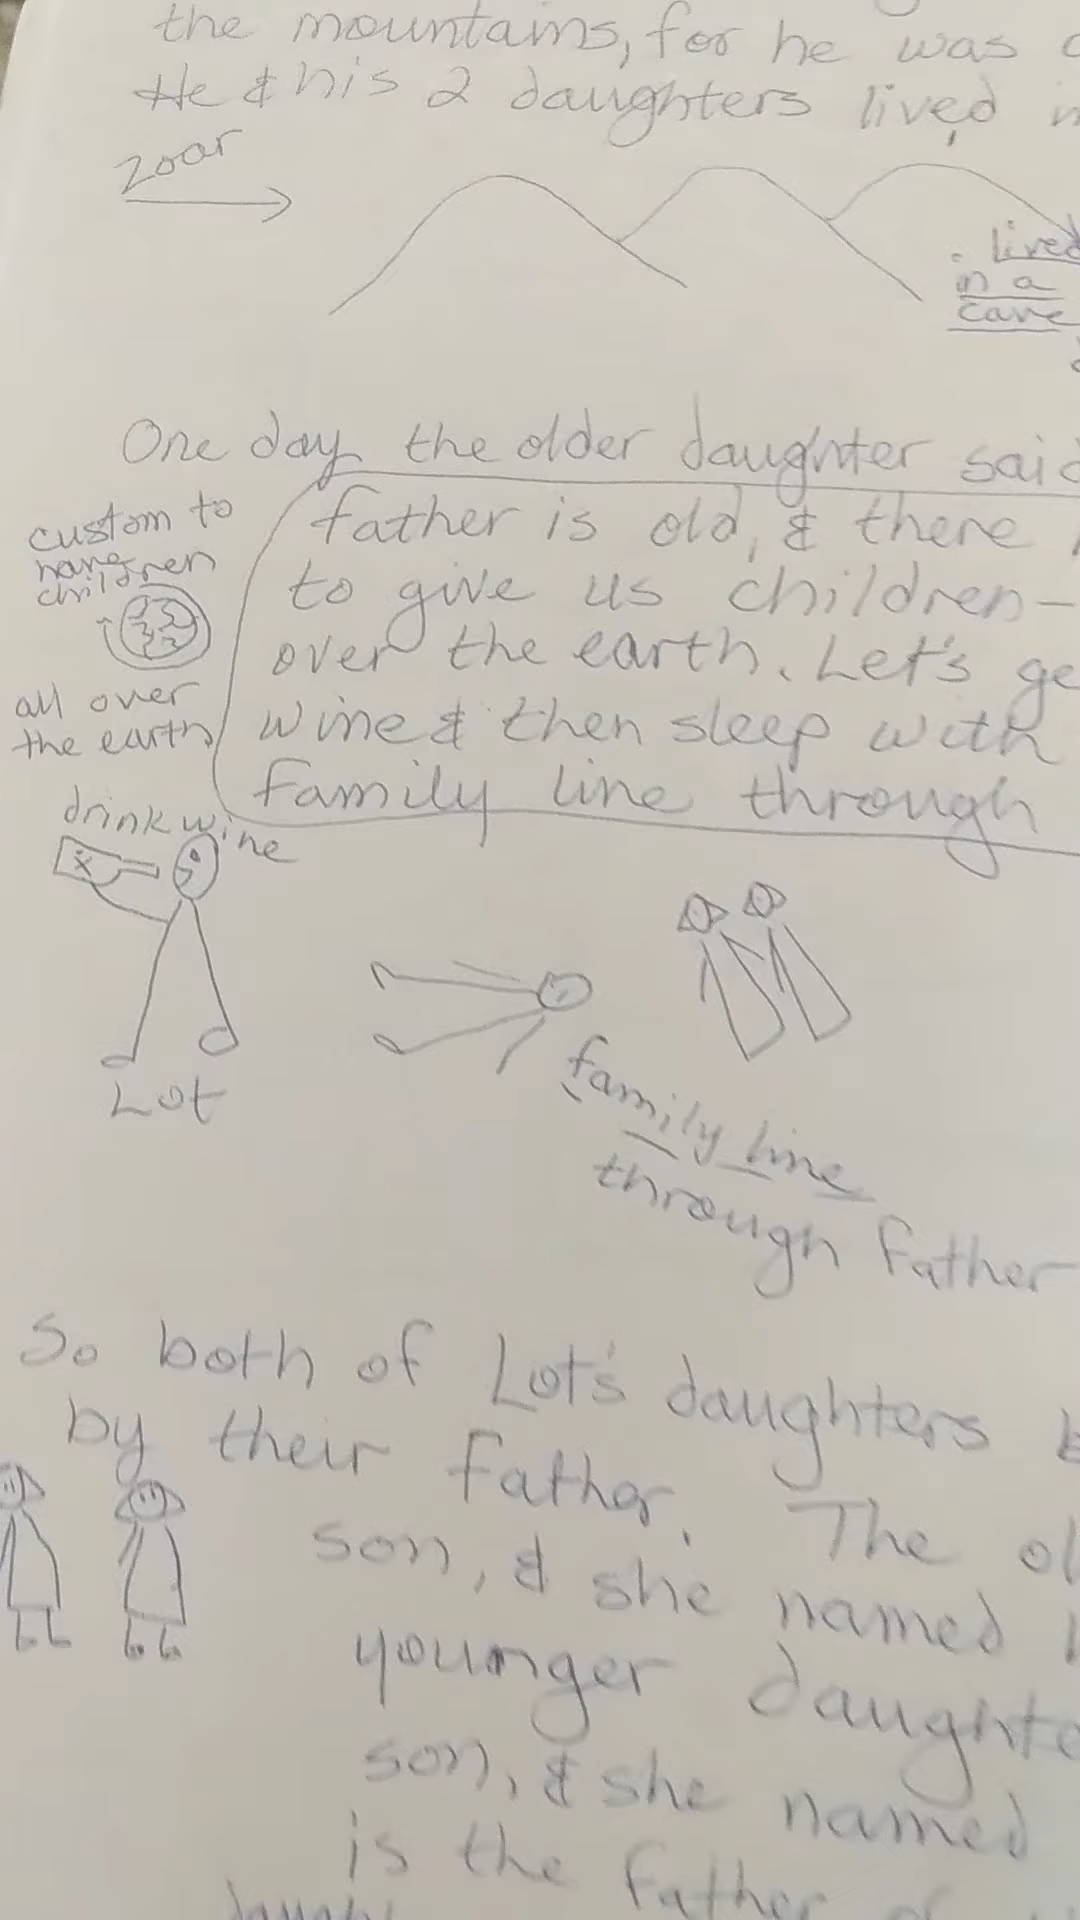 the mountains, for he was
He & his 2 daughters lived
Zoar
lived
in a
cave
One day the older daughter said
father is old, & there
custom to
have
children
to give us children-
over the earth. Let's ge
all over
the earth
wine & then sleep with
family line through
drink wine
Lot
family line
through father
So both of Lot's daughters
by their father. The ol
son, & she named
younger daughte
son, & she named
is the father